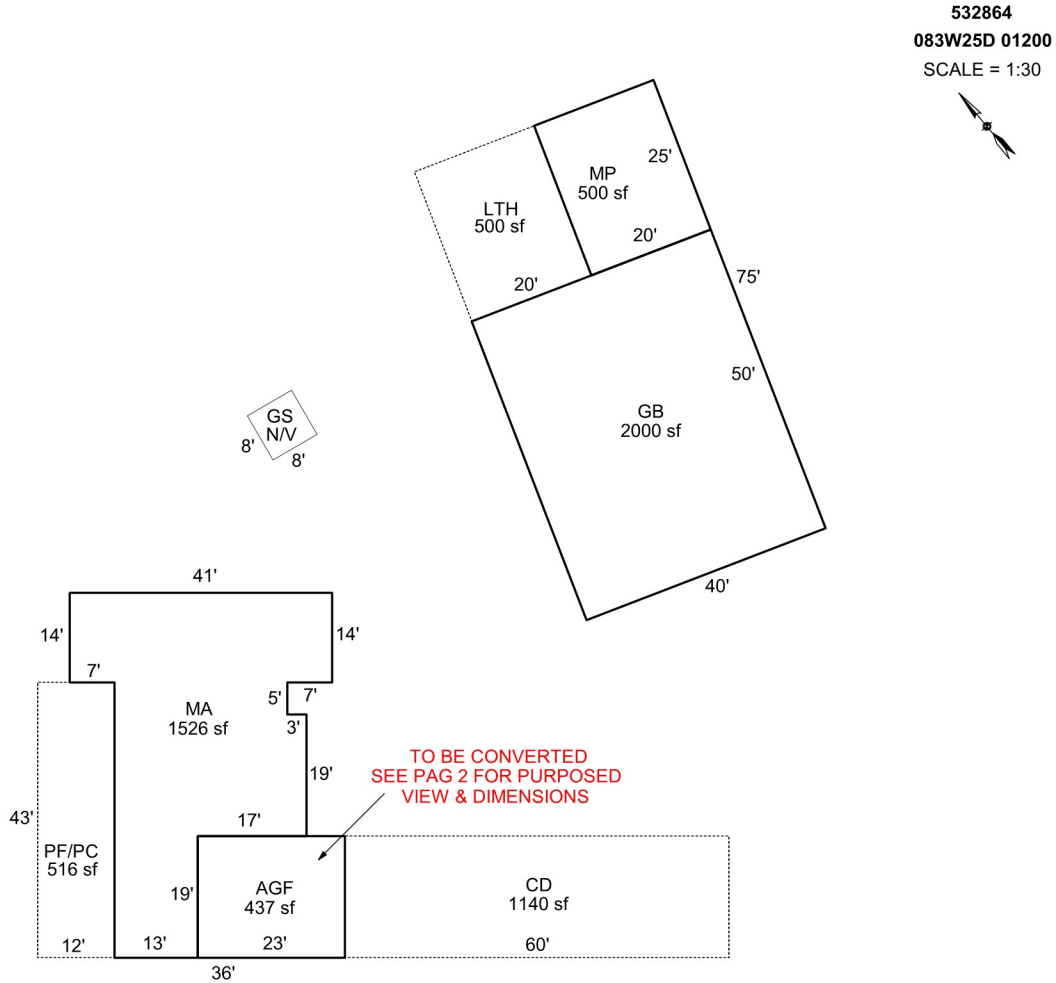 532864
083W25D 01200
SCALE = 1:30
25'
MP
500 sf
LTH
500 sf
20'
20'
75'
50'
GB
2000 sf
40'
GS
N/V
8'
8'
41'
14'
14'
7'
5'
7'
3'
MA
1526 sf
19'
TO BE CONVERTED
SEE PAG 2 FOR PURPOSED
VIEW & DIMENSIONS
43'
17'
PF/PC
516 sf
19'
AGF
437 sf
CD
1140 sf
12'
13'
23'
60'
36'